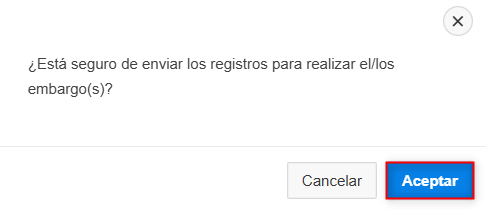 ¿Está seguro de enviar los registros para realizar el/los
embargo(s)?
Cancelar
Aceptar